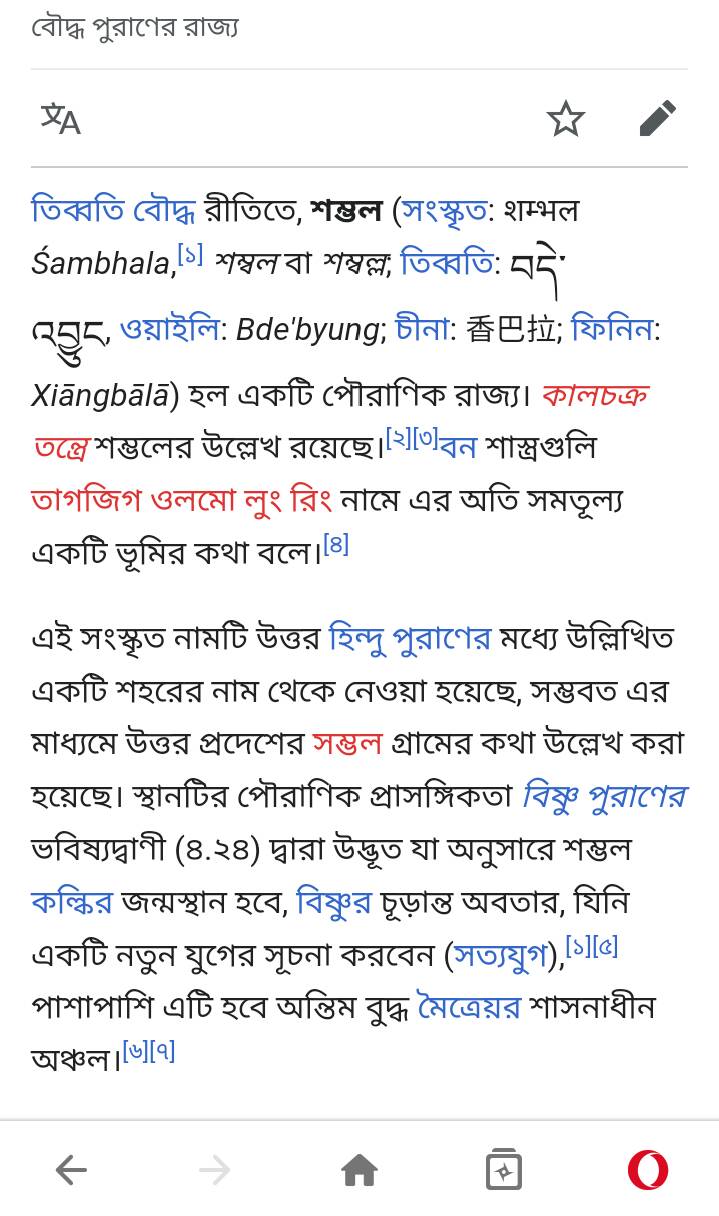 বৌদ্ধ পুরাণের রাজ্য
তিব্বতি বৌদ্ধ রীতিতে, শম্ভল (সংস্কৃত: शम्भल
Śambhala,[১] শম্বল বা শম্বল্ল; তিব্বতি: བདེ་
འབྱུང, ওয়াইলি: Bde'byung; চীনা: 香巴拉; ফিনিন:
Xiāngbālā) হল একটি পৌরাণিক রাজ্য। কালচক্র
তন্ত্রে শম্ভলের উল্লেখ রয়েছে।[২][৩]বন শাস্ত্রগুলি
তাগজিগ ওলমো লুং রিং নামে এর অতি সমতূল্য
একটি ভূমির কথা বলে।[৪]
এই সংস্কৃত নামটি উত্তর হিন্দু পুরাণের মধ্যে উল্লিখিত
একটি শহরের নাম থেকে নেওয়া হয়েছে, সম্ভবত এর
মাধ্যমে উত্তর প্রদেশের সম্ভল গ্রামের কথা উল্লেখ করা
হয়েছে। স্থানটির পৌরাণিক প্রাসঙ্গিকতা বিষ্ণু পুরাণের
ভবিষ্যদ্বাণী (৪.২৪) দ্বারা উদ্ভূত যা অনুসারে শম্ভল
কল্কির জন্মস্থান হবে, বিষ্ণুর চূড়ান্ত অবতার, যিনি
একটি নতুন যুগের সূচনা করবেন (সত্যযুগ),[১][৫]
পাশাপাশি এটি হবে অন্তিম বুদ্ধ মৈত্রেয়র শাসনাধীন
অঞ্চল।[৬][৭]